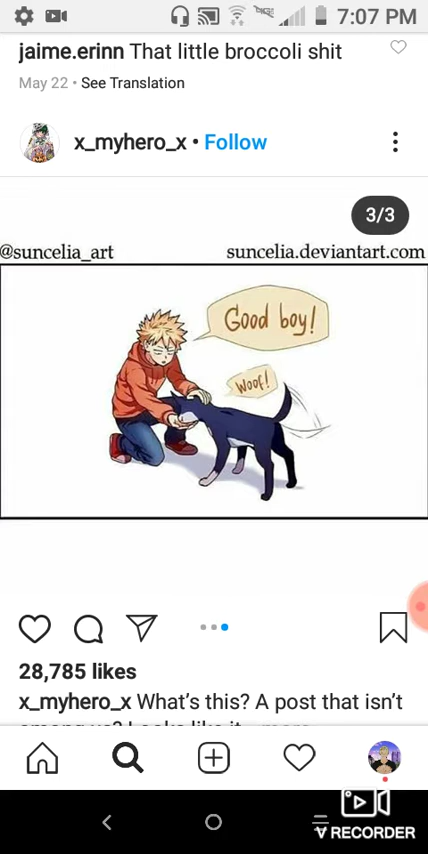 7:07 PM
jaime.erinn That little broccoli shit
May 22 • See Translation
x_myhero_x • Follow
3/3
@suncelia_art suncelia.deviantart.com
Good boy!
Woof!
28,785 likes
x_myhero_x What's this? A post that isn't
RECORDER